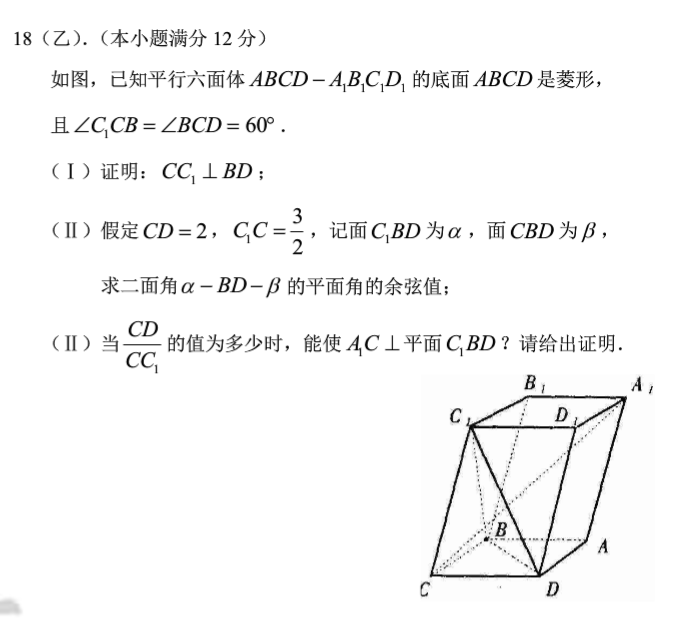 18（乙）．（本小题满分 12 分）
如图，已知平行六面体 ABCD－A₁B₁C₁D₁ 的底面 ABCD 是菱形，
且∠C₁CB＝∠BCD＝60°．
（Ⅰ）证明：CC₁⊥BD；
（Ⅱ）假定 CD＝2，C₁C＝3/2，记面 C₁BD 为 α，面 CBD 为 β，
求二面角 α－BD－β 的平面角的余弦值；
（Ⅱ）当 CD/CC₁ 的值为多少时，能使 A₁C⊥平面 C₁BD？请给出证明．
B₁ A₁
C₁ D₁
B
A
C D